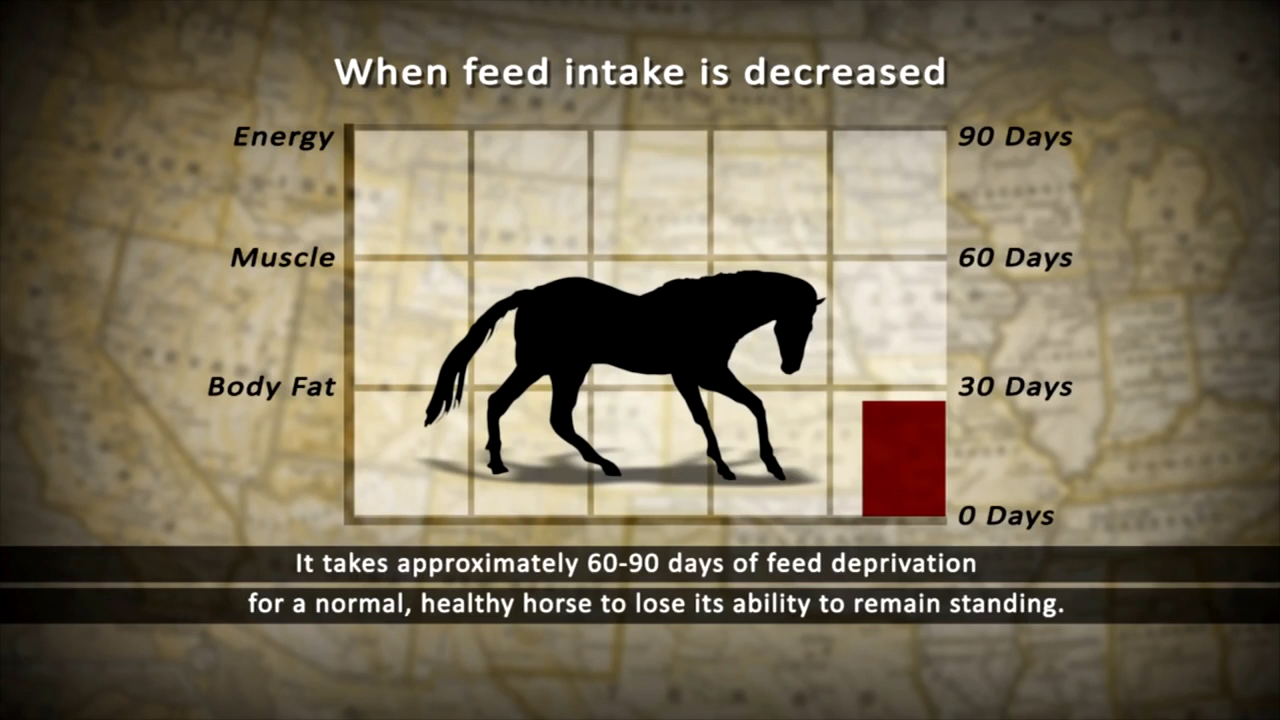 When feed intake is decreased
Energy
90 Days
Muscle
60 Days
Body Fat
30 Days
0 Days
It takes approximately 60-90 days of feed deprivation
for a normal, healthy horse to lose its ability to remain standing.